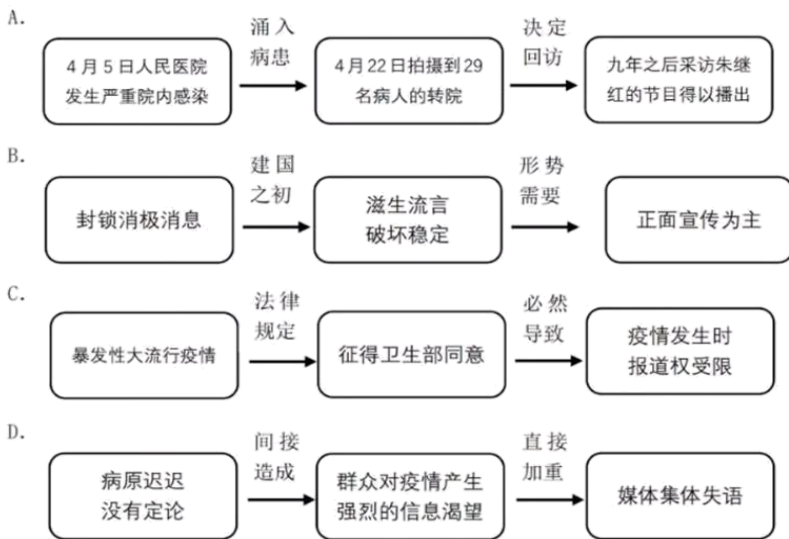 A.
涌入
病患
决定
回访
4月5日人民医院
发生严重院内感染
4月22日拍摄到29
名病人的转院
九年之后采访朱继
红的节目得以播出
B.
建国
之初
形势
需要
封锁消极消息
滋生流言
破坏稳定
正面宣传为主
C.
法律
规定
必然
导致
暴发性大流行疫情
征得卫生部同意
疫情发生时
报道权受限
D.
间接
造成
直接
加重
病原迟迟
没有定论
群众对疫情产生
强烈的信息渴望
媒体集体失语